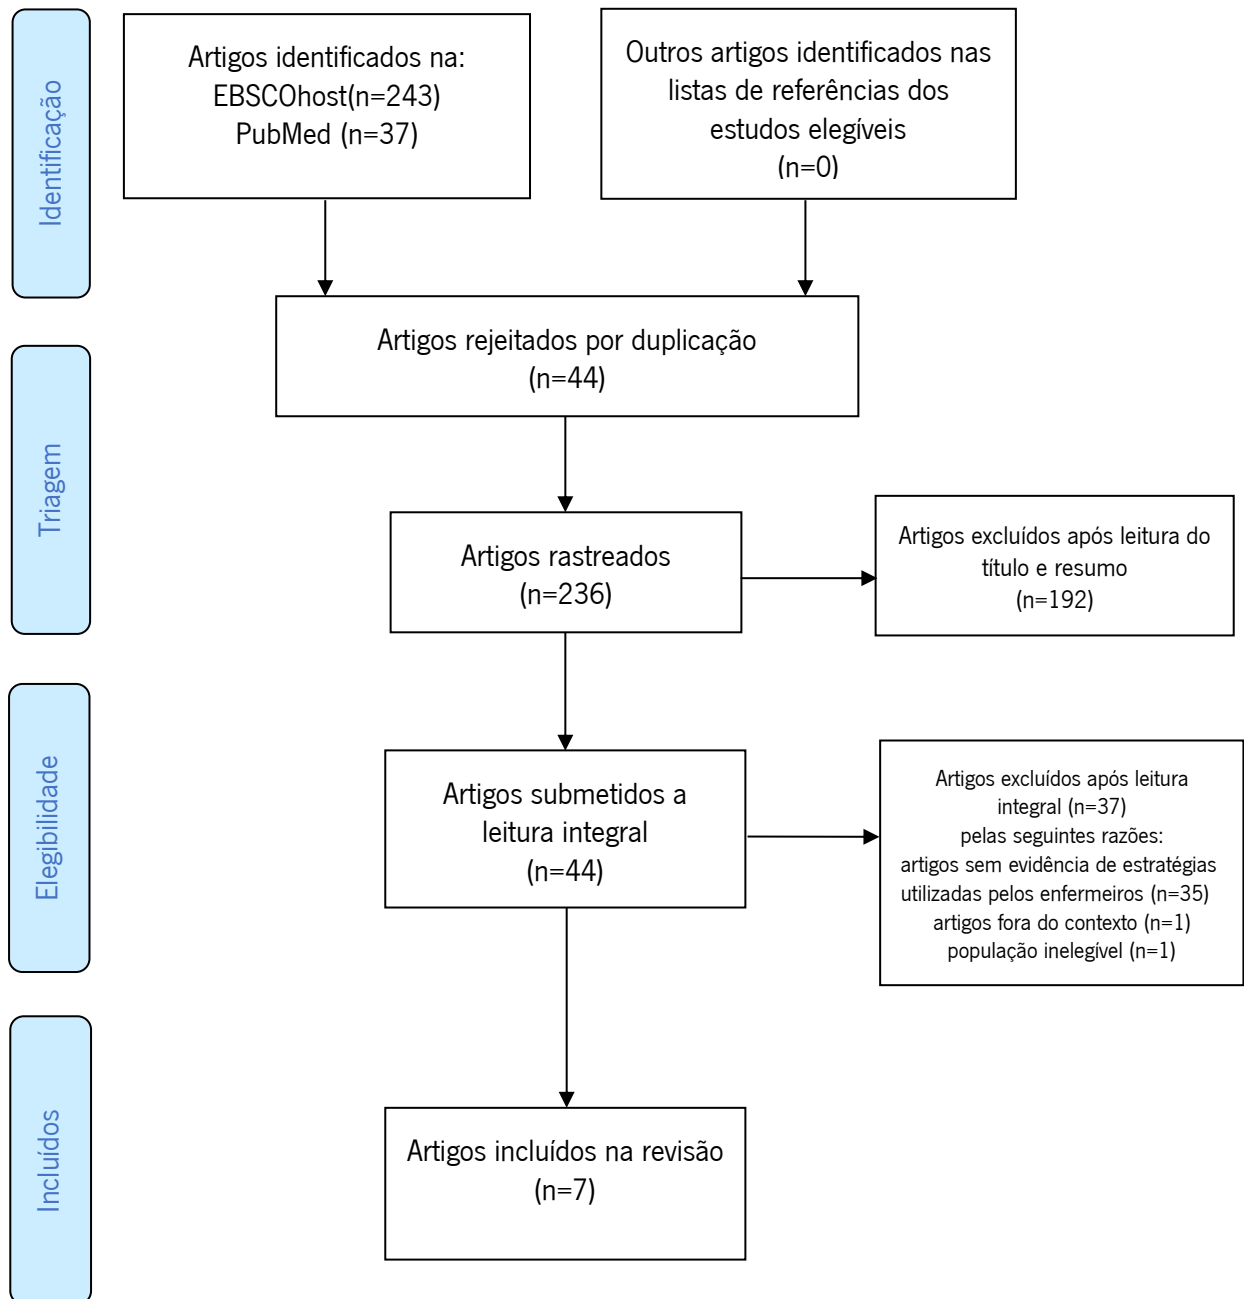 Identificação
Artigos identificados na:
EBSCOhost(n=243)
PubMed (n=37)
Outros artigos identificados nas
listas de referências dos
estudos elegíveis
(n=0)
Artigos rejeitados por duplicação
(n=44)
Triagem
Artigos rastreados
(n=236)
Artigos excluídos após leitura do
título e resumo
(n=192)
Elegibilidade
Artigos submetidos a
leitura integral
(n=44)
Artigos excluídos após leitura
integral (n=37)
pelas seguintes razões:
artigos sem evidência de estratégias
utilizadas pelos enfermeiros (n=35)
artigos fora do contexto (n=1)
população inelegível (n=1)
Incluídos
Artigos incluídos na revisão
(n=7)